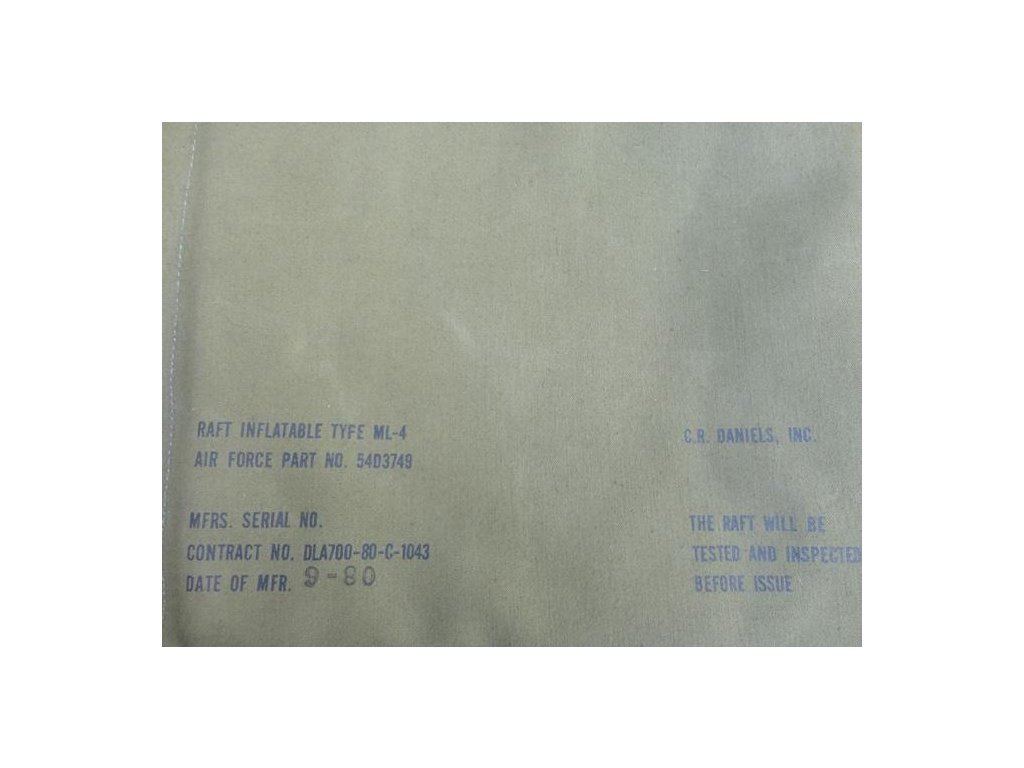 RAFT INFLATABLE TYPE ML-4
AIR FORCE PART NO. 54D3749
MFRS. SERIAL NO.
CONTRACT NO. DLA700-80-C-1043
DATE OF MFR. 9-80
C.R. DANIELS, INC.
THE RAFT WILL BE
TESTED AND INSPECTED
BEFORE ISSUE